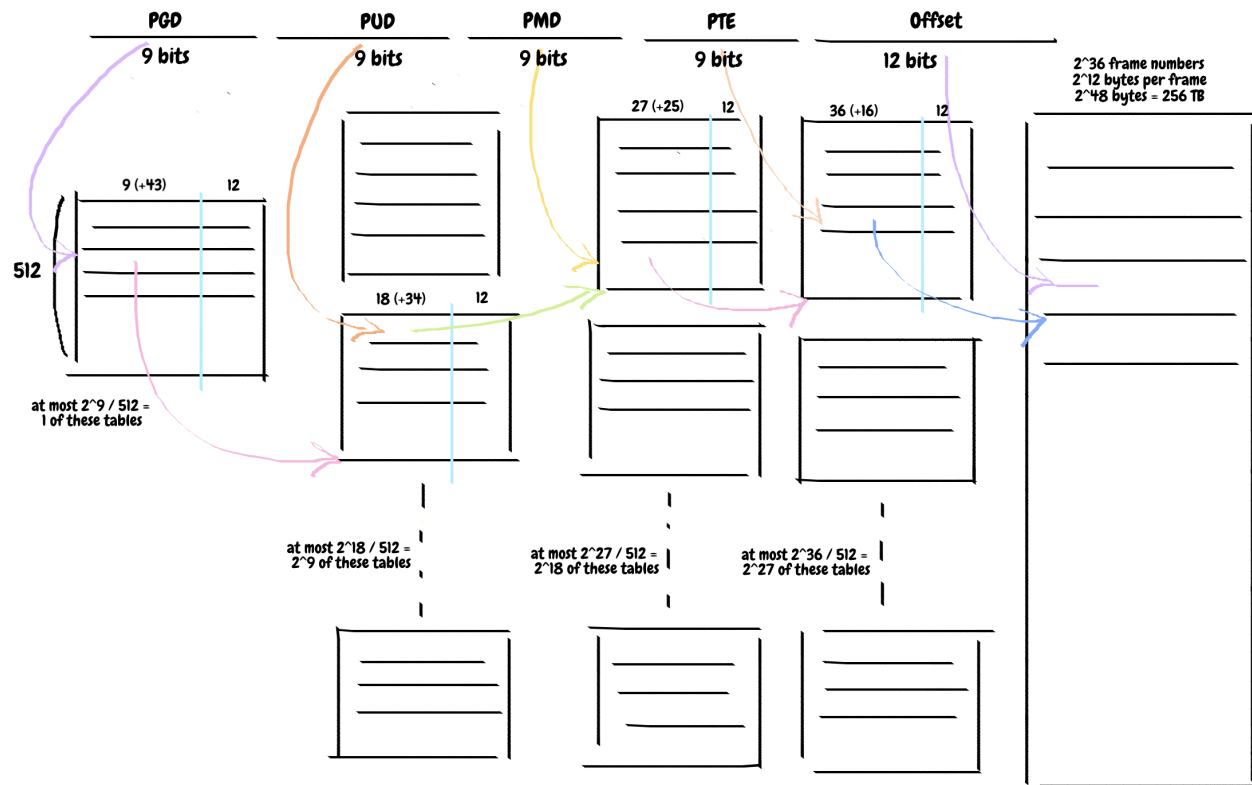 PGD
PUD
PMD
PTE
Offset
9 bits
9 bits
9 bits
9 bits
12 bits
2^36 frame numbers
2^12 bytes per frame
2^48 bytes = 256 TB
27 (+25)
12
36 (+16)
12
9 (+43)
12
512
18 (+34)
12
at most 2^9 / 512 =
1 of these tables
at most 2^18 / 512 =
2^9 of these tables
at most 2^27 / 512 =
2^18 of these tables
at most 2^36 / 512 =
2^27 of these tables